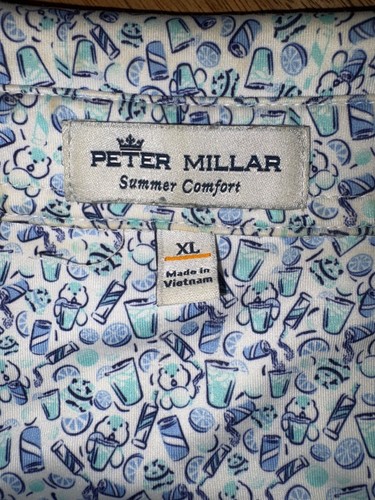 PETER MILLAR
Summer Comfort
XL
Made in
Vietnam